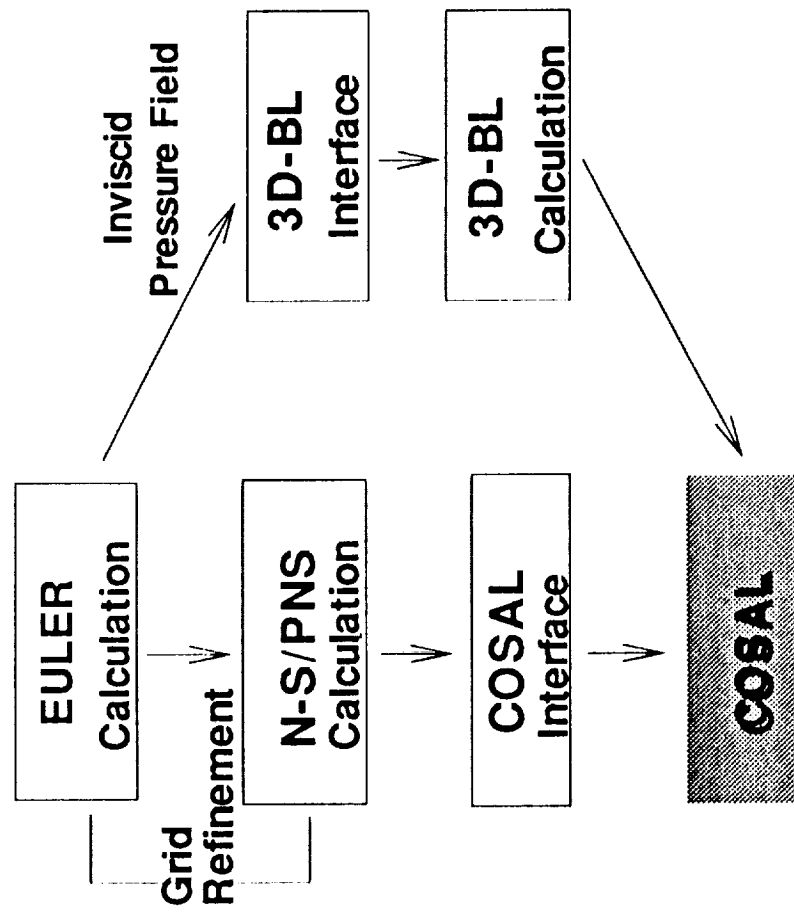 EULER
Calculation
Grid
Refinement
N-S/PNS
Calculation
COSAL
Interface
COSAL
Inviscid
Pressure Field
3D-BL
Interface
3D-BL
Calculation